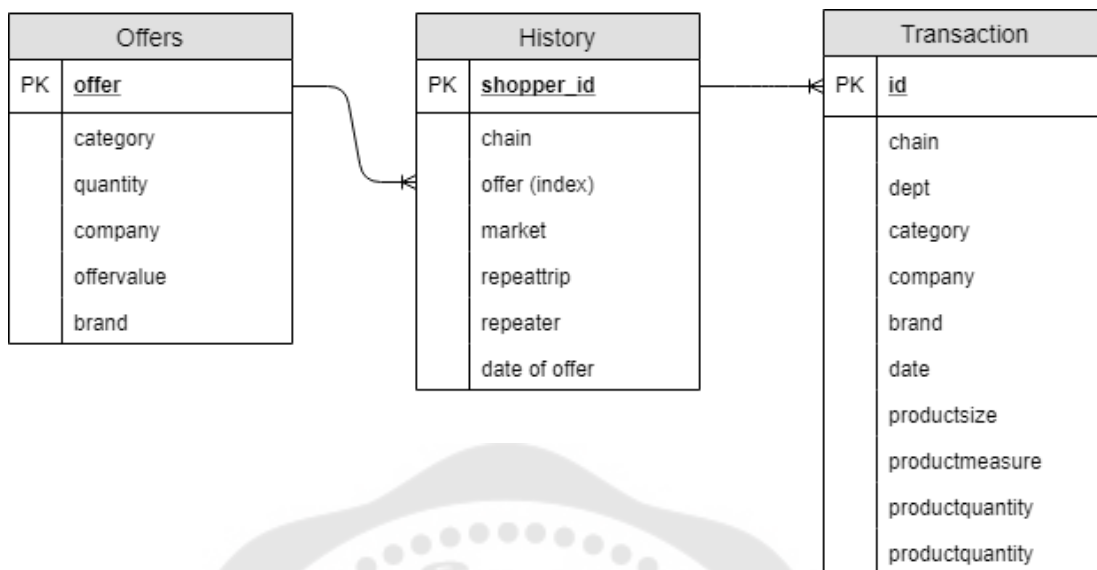 Offers
PK offer
category
quantity
company
offervalue
brand
History
PK shopper_id
chain
offer (index)
market
repeattrip
repeater
date of offer
Transaction
PK id
chain
dept
category
company
brand
date
productsize
productmeasure
productquantity
productquantity